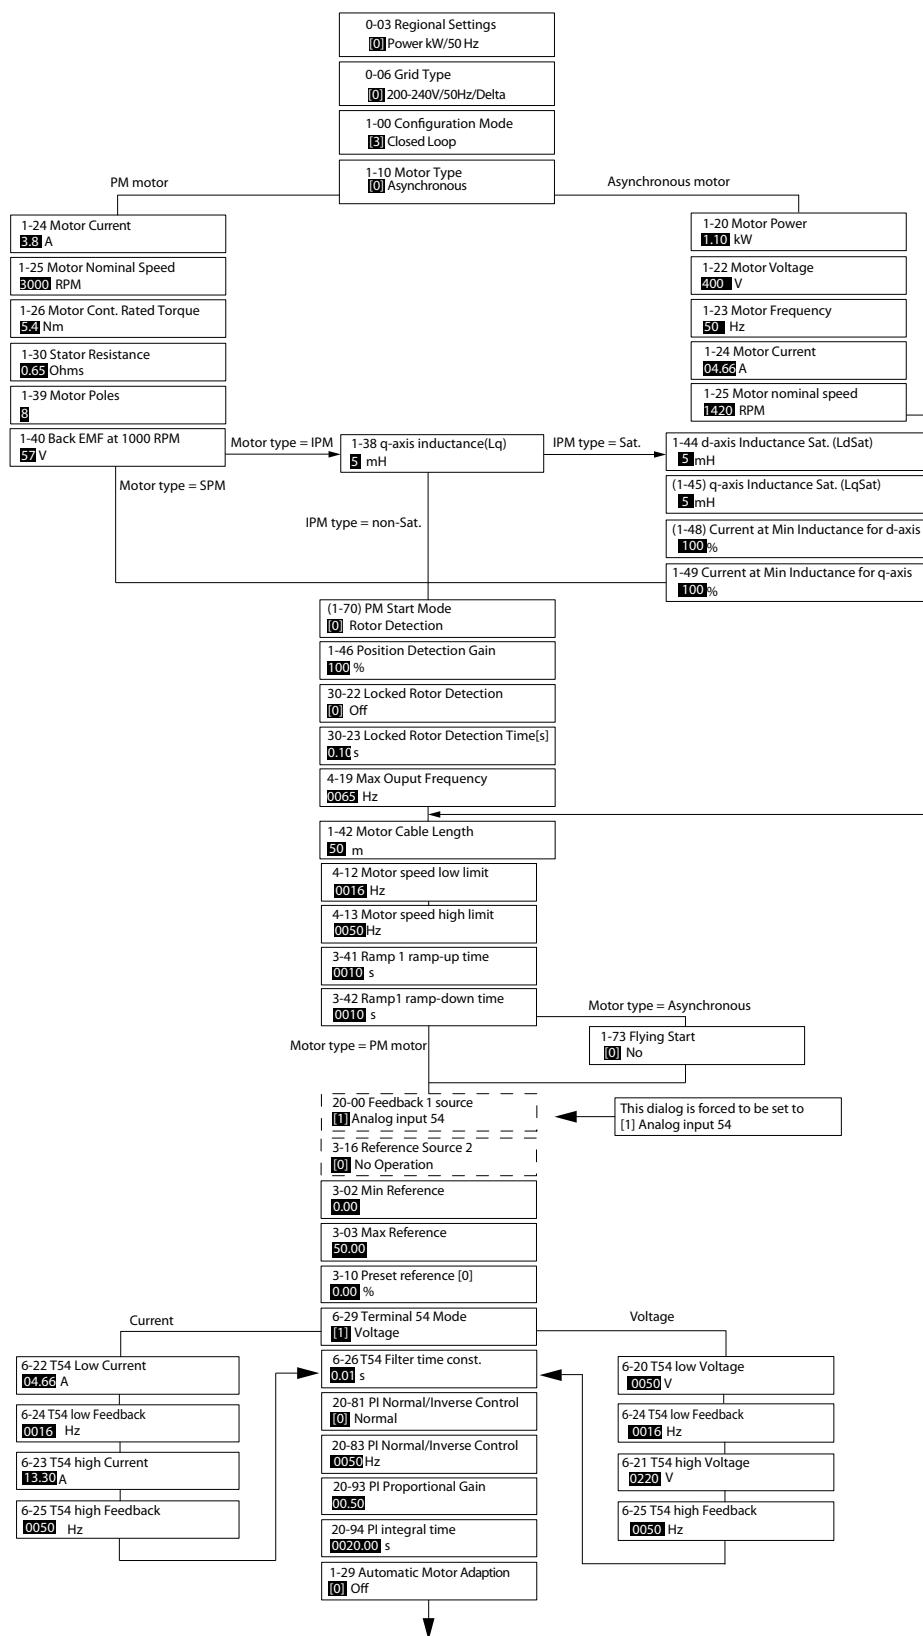 0-03 Regional Settings
[0] Power kW/50 Hz
0-06 Grid Type
[0] 200-240V/50Hz/Delta
1-00 Configuration Mode
[3] Closed Loop
1-10 Motor Type
[0] Asynchronous
PM motor
Asynchronous motor
1-24 Motor Current
3.8 A
1-25 Motor Nominal Speed
3000 RPM
1-26 Motor Cont. Rated Torque
5.4 Nm
1-30 Stator Resistance
0.65 Ohms
1-39 Motor Poles
8
1-40 Back EMF at 1000 RPM
57 V
1-20 Motor Power
1.10 kW
1-22 Motor Voltage
400 V
1-23 Motor Frequency
50 Hz
1-24 Motor Current
04.66 A
1-25 Motor nominal speed
1420 RPM
Motor type = IPM
1-38 q-axis inductance(Lq)
5 mH
IPM type = Sat.
1-44 d-axis Inductance Sat. (LdSat)
5 mH
(1-45) q-axis Inductance Sat. (LqSat)
5 mH
(1-48) Current at Min Inductance for d-axis
100 %
1-49 Current at Min Inductance for q-axis
100 %
Motor type = SPM
IPM type = non-Sat.
(1-70) PM Start Mode
[0] Rotor Detection
1-46 Position Detection Gain
100 %
30-22 Locked Rotor Detection
[0] Off
30-23 Locked Rotor Detection Time[s]
0.10 s
4-19 Max Ouput Frequency
0065 Hz
1-42 Motor Cable Length
50 m
4-12 Motor speed low limit
0016 Hz
4-13 Motor speed high limit
0050 Hz
3-41 Ramp 1 ramp-up time
0010 s
3-42 Ramp1 ramp-down time
0010 s
Motor type = Asynchronous
1-73 Flying Start
[0] No
Motor type = PM motor
20-00 Feedback 1 source
[1] Analog input 54
This dialog is forced to be set to
[1] Analog input 54
3-16 Reference Source 2
[0] No Operation
3-02 Min Reference
0.00
3-03 Max Reference
50.00
3-10 Preset reference [0]
0.00 %
6-29 Terminal 54 Mode
[1] Voltage
Current
Voltage
6-22 T54 Low Current
04.66 A
6-24 T54 low Feedback
0016 Hz
6-23 T54 high Current
13.30 A
6-25 T54 high Feedback
0050 Hz
6-26 T54 Filter time const.
0.01 s
20-81 PI Normal/Inverse Control
[0] Normal
20-83 PI Normal/Inverse Control
0050 Hz
20-93 PI Proportional Gain
00.50
20-94 PI integral time
0020.00 s
1-29 Automatic Motor Adaption
[0] Off
6-20 T54 low Voltage
0050 V
6-24 T54 low Feedback
0016 Hz
6-21 T54 high Voltage
0220 V
6-25 T54 high Feedback
0050 Hz